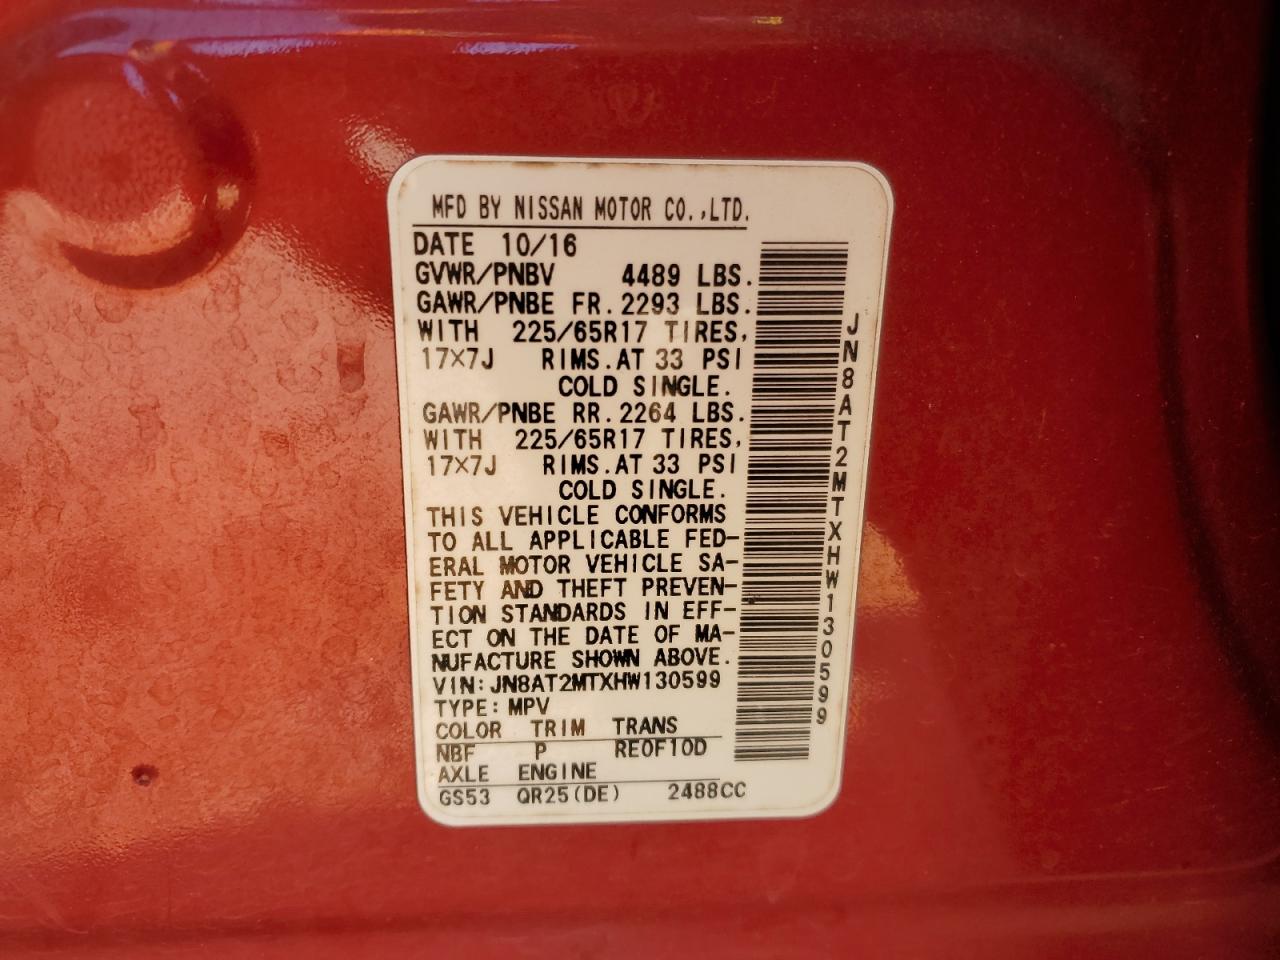 MFD BY NISSAN MOTOR CO.,LTD.
DATE 10/16
GVWR/PNBV 4489 LBS.
GAWR/PNBE FR. 2293 LBS.
WITH 225/65R17 TIRES,
17×7J RIMS.AT 33 PSI
COLD SINGLE.
GAWR/PNBE RR. 2264 LBS.
WITH 225/65R17 TIRES,
17×7J RIMS.AT 33 PSI
COLD SINGLE.
THIS VEHICLE CONFORMS
TO ALL APPLICABLE FED-
ERAL MOTOR VEHICLE SA-
FETY AND THEFT PREVEN-
TION STANDARDS IN EFF-
ECT ON THE DATE OF MA-
NUFACTURE SHOWN ABOVE.
VIN:JN8AT2MTXHW130599
TYPE:MPV
COLOR TRIM TRANS
NBF P RE0F10D
AXLE ENGINE
GS53 QR25(DE) 2488CC
JN8AT2MTXHW130599